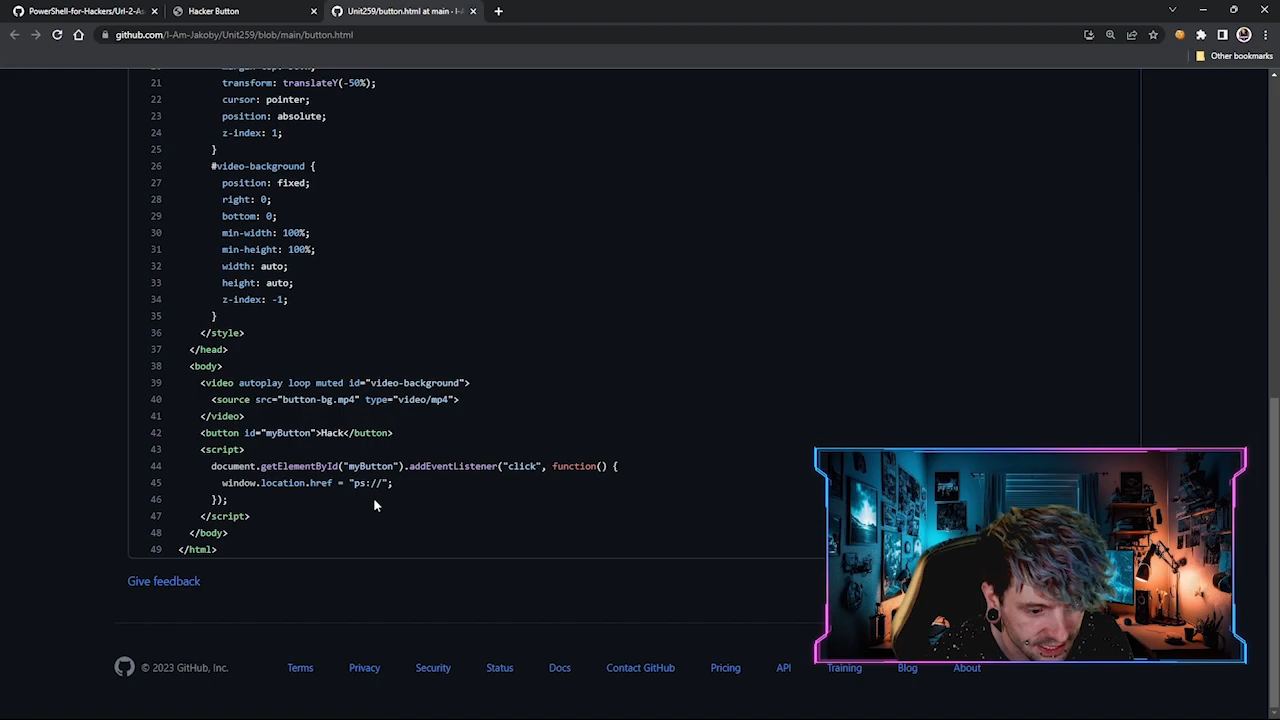 PowerShell-for-Hackers/Url-2-As
Hacker Button
Unit259/button.html at main · I-A
github.com/I-Am-Jakoby/Unit259/blob/main/button.html
Other bookmarks
21 transform: translateY(-50%);
22 cursor: pointer;
23 position: absolute;
24 z-index: 1;
25 }
26 #video-background {
27 position: fixed;
28 right: 0;
29 bottom: 0;
30 min-width: 100%;
31 min-height: 100%;
32 width: auto;
33 height: auto;
34 z-index: -1;
35 }
36 </style>
37 </head>
38 <body>
39 <video autoplay loop muted id="video-background">
40 <source src="button-bg.mp4" type="video/mp4">
41 </video>
42 <button id="myButton">Hack</button>
43 <script>
44 document.getElementById("myButton").addEventListener("click", function() {
45 window.location.href = "ps://";
46 });
47 </script>
48 </body>
49 </html>
Give feedback
© 2023 GitHub, Inc.
Terms
Privacy
Security
Status
Docs
Contact GitHub
Pricing
API
Training
Blog
About